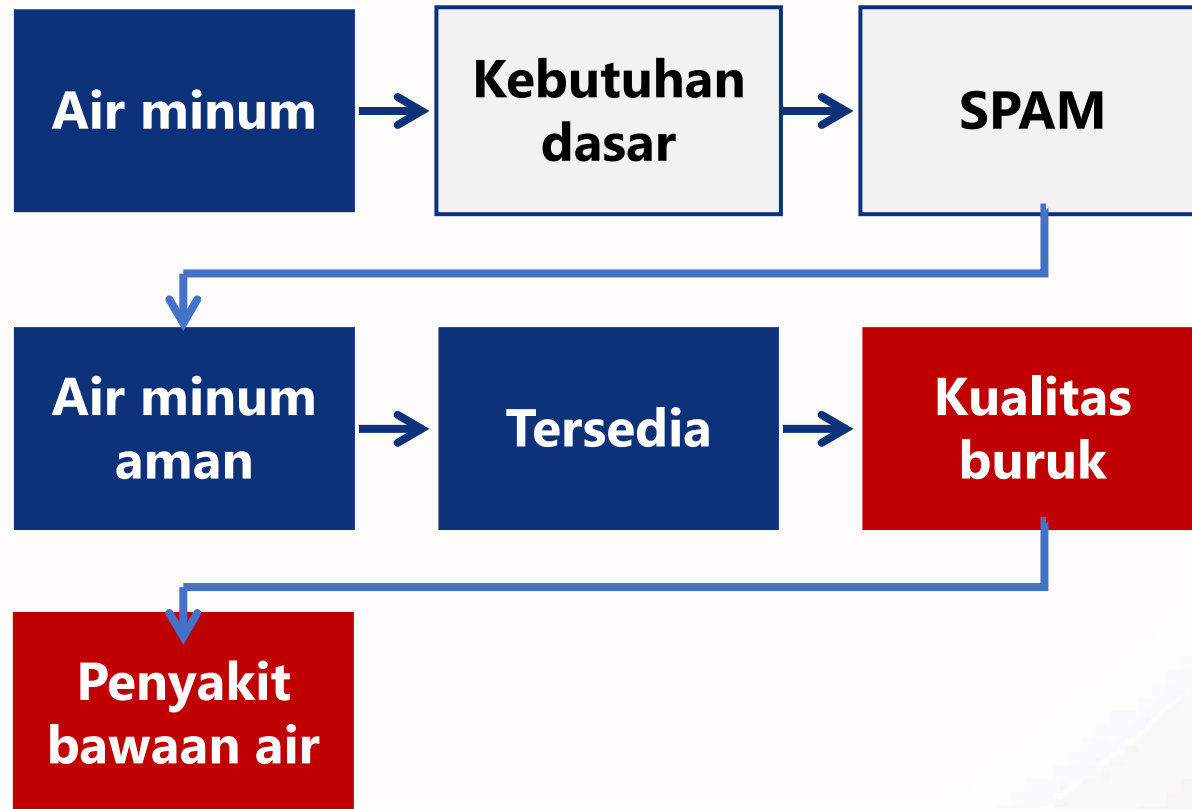 Air minum
Kebutuhan
dasar
SPAM
Air minum
aman
Tersedia
Kualitas
buruk
Penyakit
bawaan air